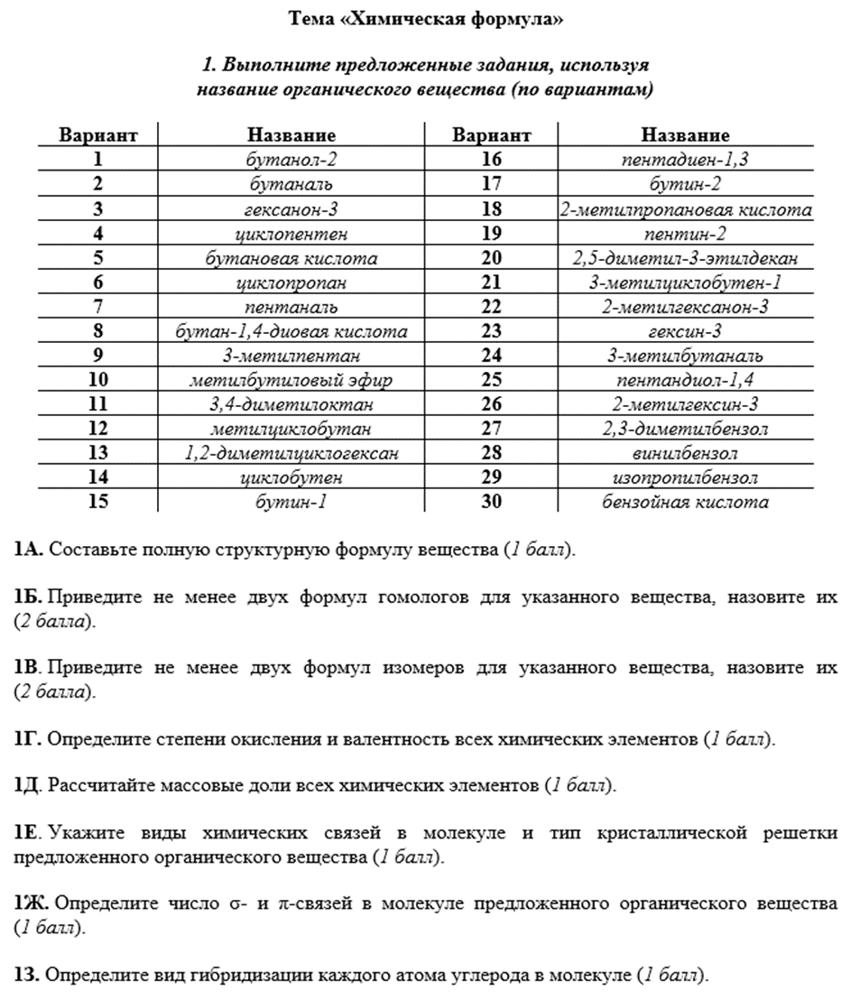 Тема «Химическая формула»
1. Выполните предложенные задания, используя
название органического вещества (по вариантам)
Вариант Название Вариант Название
1 бутанол-2 16 пентадиен-1,3
2 бутаналь 17 бутин-2
3 гексанон-3 18 2-метилпропановая кислота
4 циклопентен 19 пентин-2
5 бутановая кислота 20 2,5-диметил-3-этилдекан
6 циклопропан 21 3-метилциклобутен-1
7 пентаналь 22 2-метилгексанон-3
8 бутан-1,4-диовая кислота 23 гексин-3
9 3-метилпентан 24 3-метилбутаналь
10 метилбутиловый эфир 25 пентандиол-1,4
11 3,4-диметилоктан 26 2-метилгексин-3
12 метилциклобутан 27 2,3-диметилбензол
13 1,2-диметилциклогексан 28 винилбензол
14 циклобутен 29 изопропилбензол
15 бутин-1 30 бензойная кислота
1А. Составьте полную структурную формулу вещества (1 балл).
1Б. Приведите не менее двух формул гомологов для указанного вещества, назовите их
(2 балла).
1В. Приведите не менее двух формул изомеров для указанного вещества, назовите их
(2 балла).
1Г. Определите степени окисления и валентность всех химических элементов (1 балл).
1Д. Рассчитайте массовые доли всех химических элементов (1 балл).
1Е. Укажите виды химических связей в молекуле и тип кристаллической решетки
предложенного органического вещества (1 балл).
1Ж. Определите число σ- и π-связей в молекуле предложенного органического вещества
(1 балл).
1З. Определите вид гибридизации каждого атома углерода в молекуле (1 балл).